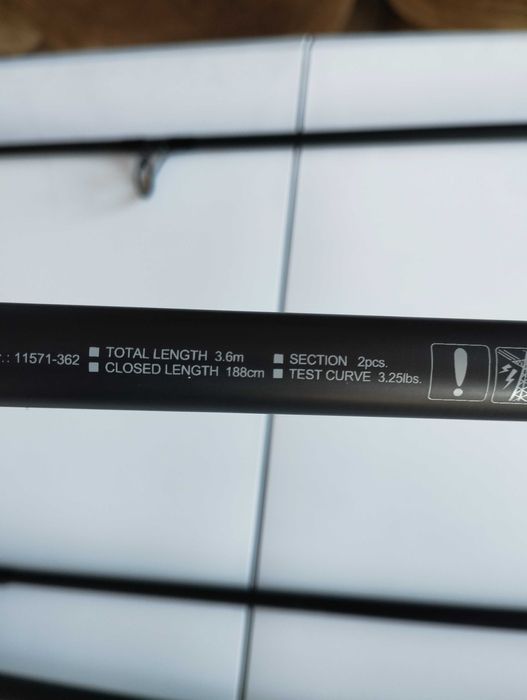 r.: 11571-362 ■ TOTAL LENGTH 3.6m ■ SECTION 2pcs.
■ CLOSED LENGTH 188cm ■ TEST CURVE 3.25lbs.